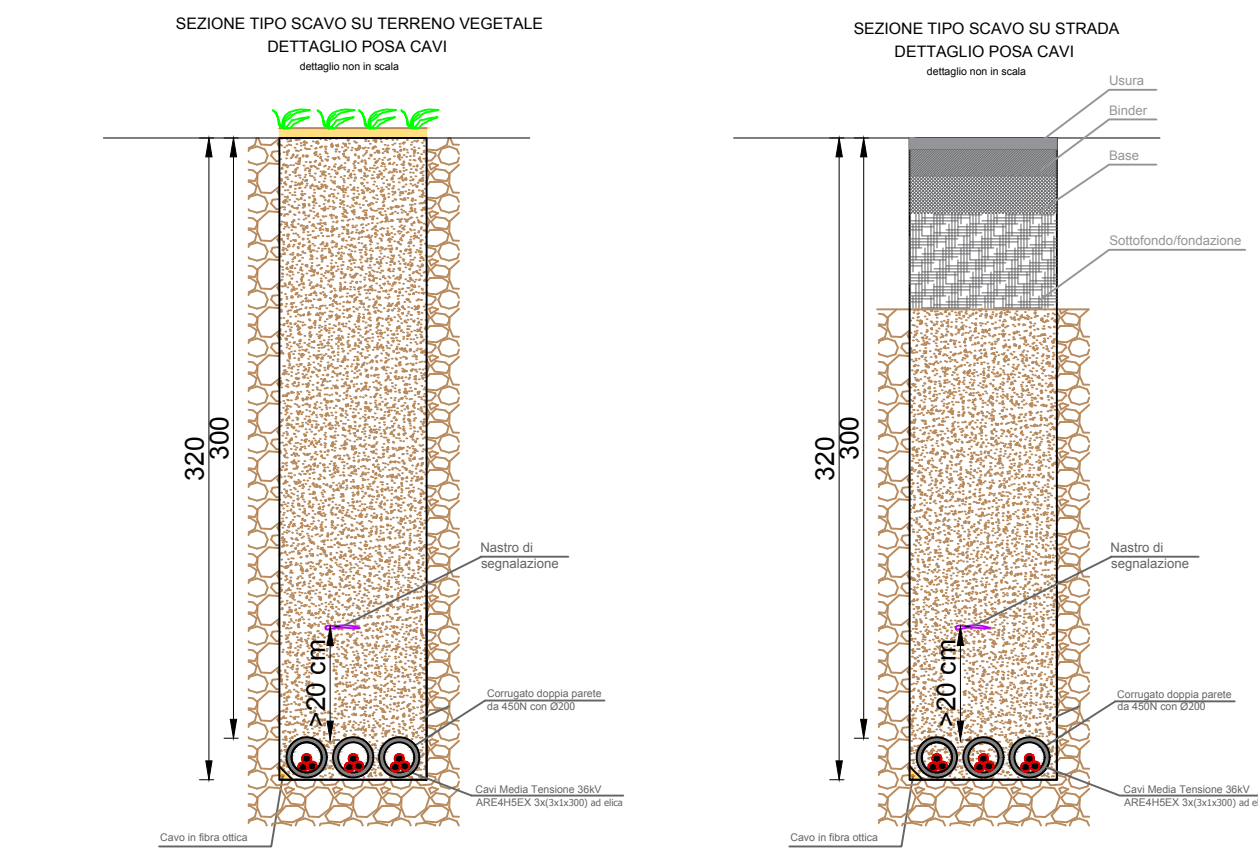 SEZIONE TIPO SCAVO SU TERRENO VEGETALE
DETTAGLIO POSA CAVI
dettaglio non in scala
320
300
Nastro di
segnalazione
>20 cm
Corrugato doppia parete
da 450N con Ø200
Cavi Media Tensione 36kV
ARE4H5EX 3x(3x1x300) ad elica
Cavo in fibra ottica
SEZIONE TIPO SCAVO SU STRADA
DETTAGLIO POSA CAVI
dettaglio non in scala
Usura
Binder
Base
Sottofondo/fondazione
320
300
Nastro di
segnalazione
>20 cm
Corrugato doppia parete
da 450N con Ø200
Cavi Media Tensione 36kV
ARE4H5EX 3x(3x1x300) ad
Cavo in fibra ottica